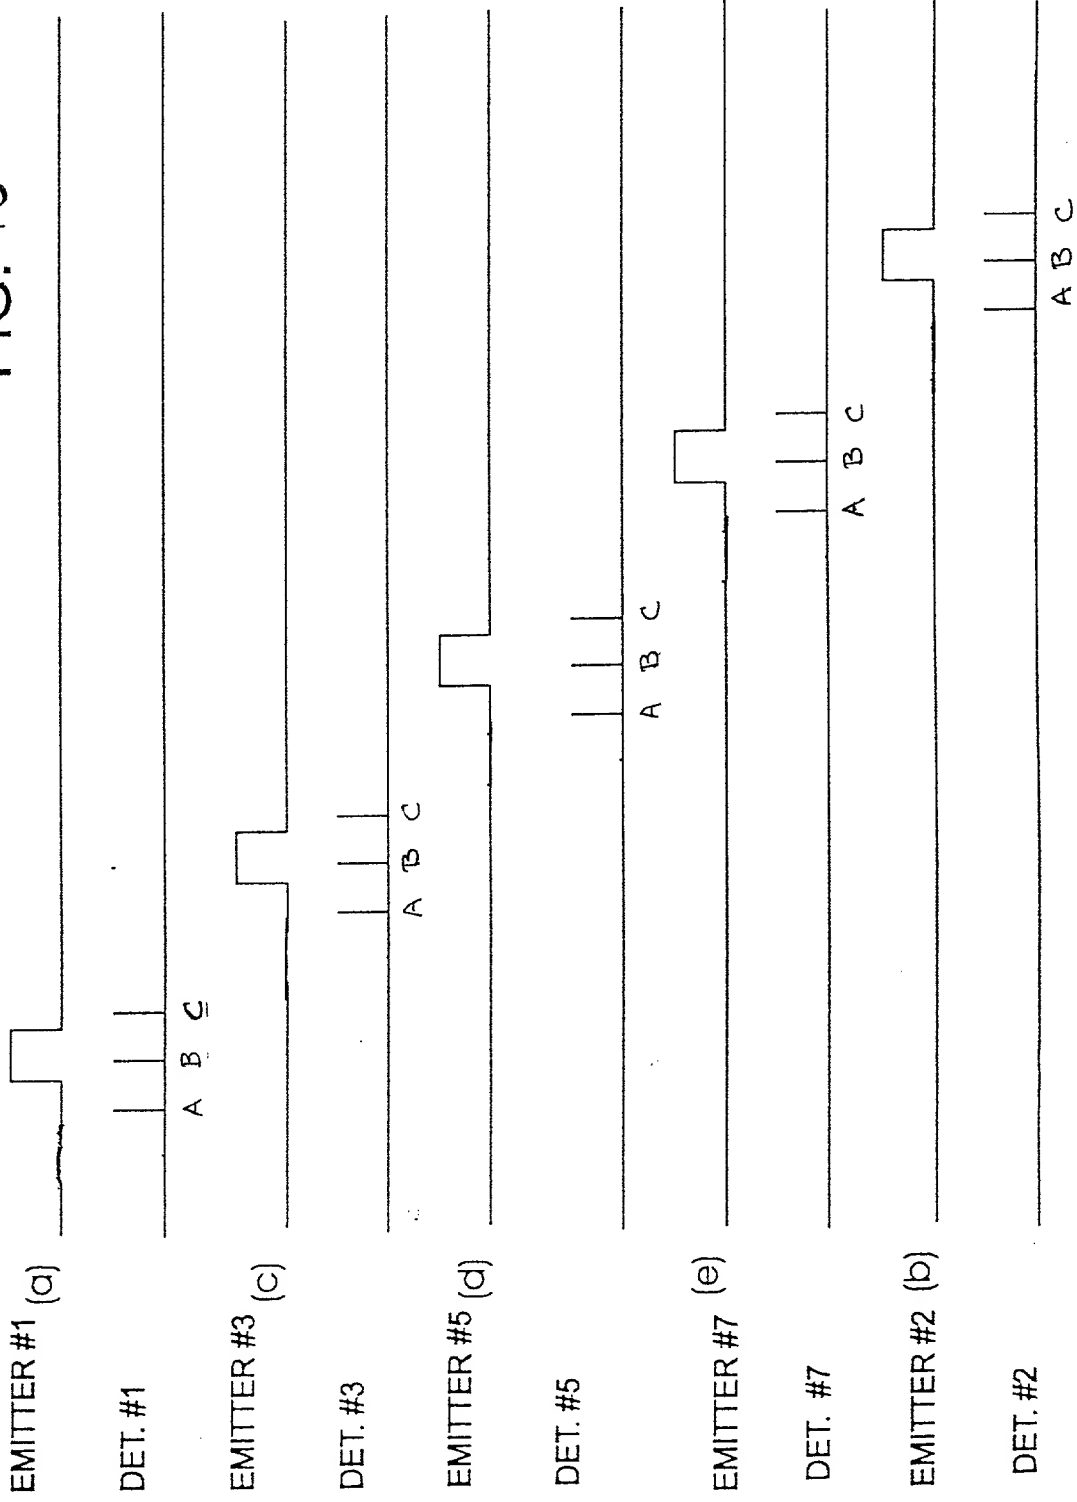 EMITTER #1 (a)
DET. #1
A B C
EMITTER #3 (c)
DET. #3
A B C
EMITTER #5 (d)
DET. #5
A B C
EMITTER #7 (e)
DET. #7
A B C
EMITTER #2 (b)
DET. #2
A B C